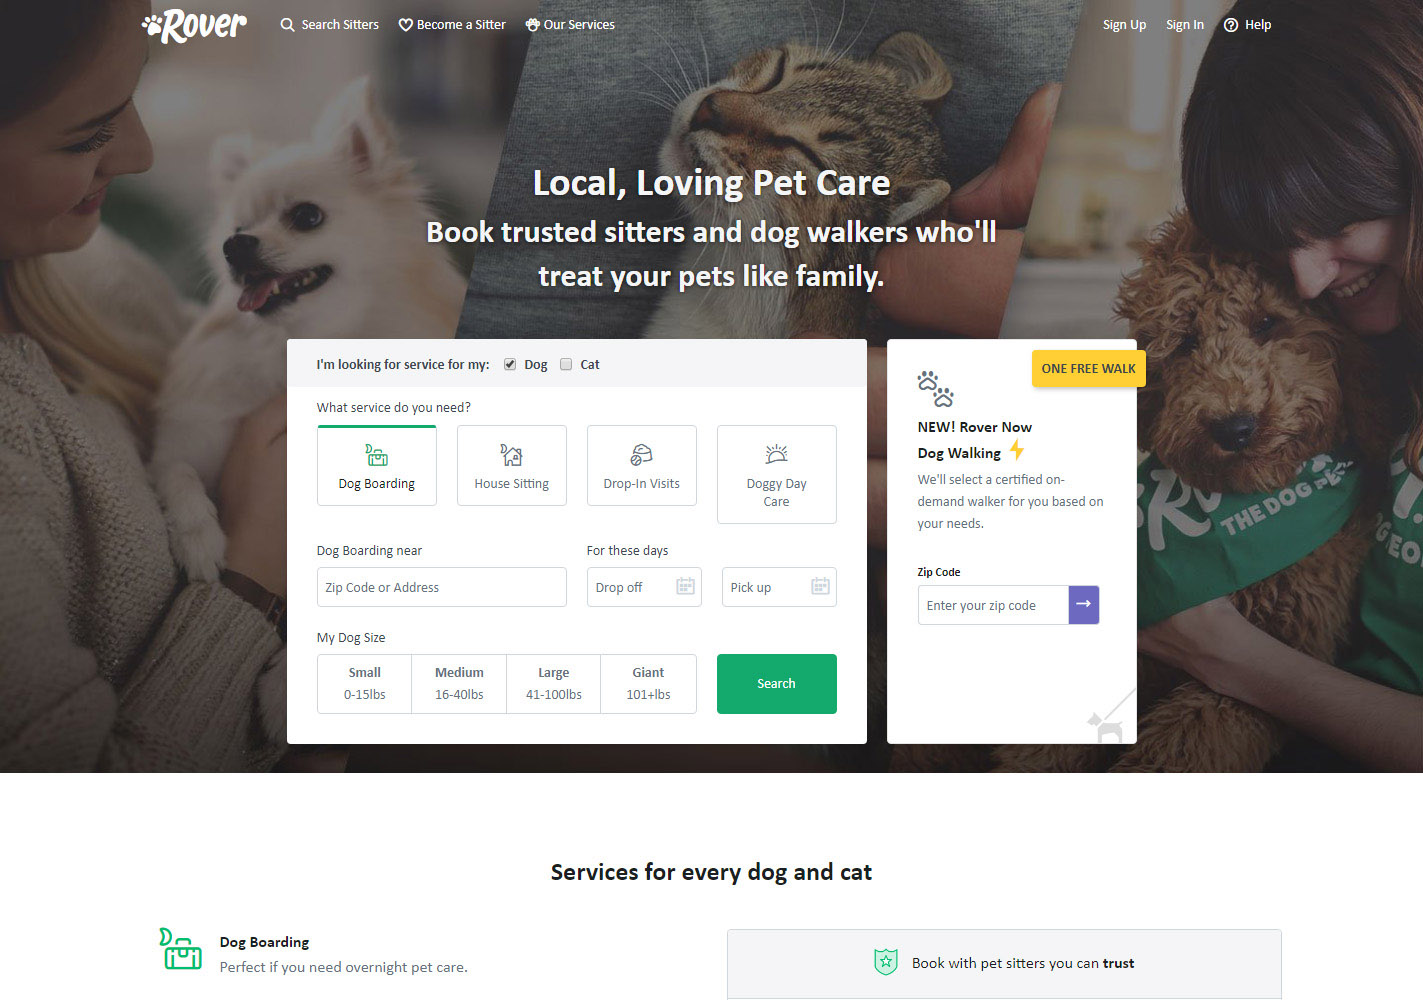 Rover
Search Sitters
Become a Sitter
Our Services
Sign Up
Sign In
Help
Local, Loving Pet Care
Book trusted sitters and dog walkers who'll
treat your pets like family.
I'm looking for service for my:
Dog
Cat
What service do you need?
Dog Boarding
House Sitting
Drop-In Visits
Doggy Day
Care
Dog Boarding near
For these days
Zip Code or Address
Drop off
Pick up
My Dog Size
Small
0-15lbs
Medium
16-40lbs
Large
41-100lbs
Giant
101+lbs
Search
ONE FREE WALK
NEW! Rover Now
Dog Walking
We'll select a certified on-
demand walker for you based on
your needs.
Zip Code
Enter your zip code
THE DOG
Services for every dog and cat
Dog Boarding
Perfect if you need overnight pet care.
Book with pet sitters you can trust